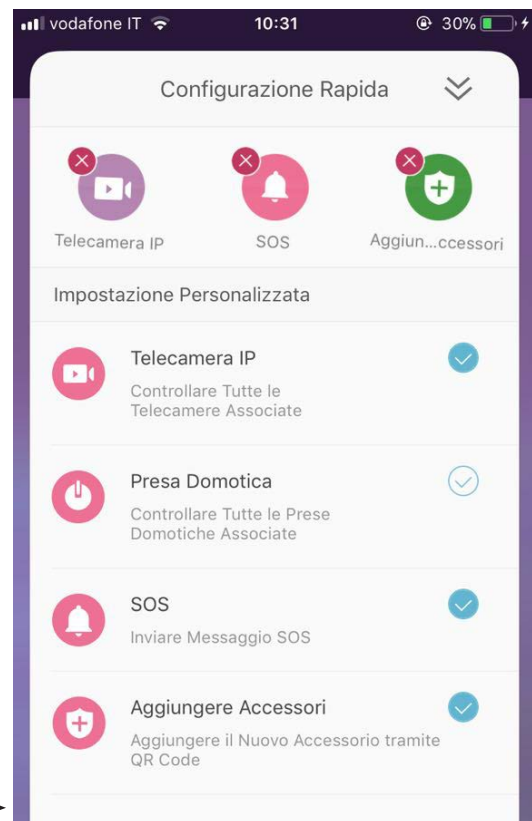 vodafone IT 10:31 30%
Configurazione Rapida
Telecamera IP SOS Aggiun...ccessori
Impostazione Personalizzata
Telecamera IP
Controllare Tutte le
Telecamere Associate
Presa Domotica
Controllare Tutte le Prese
Domotiche Associate
SOS
Inviare Messaggio SOS
Aggiungere Accessori
Aggiungere il Nuovo Accessorio tramite
QR Code